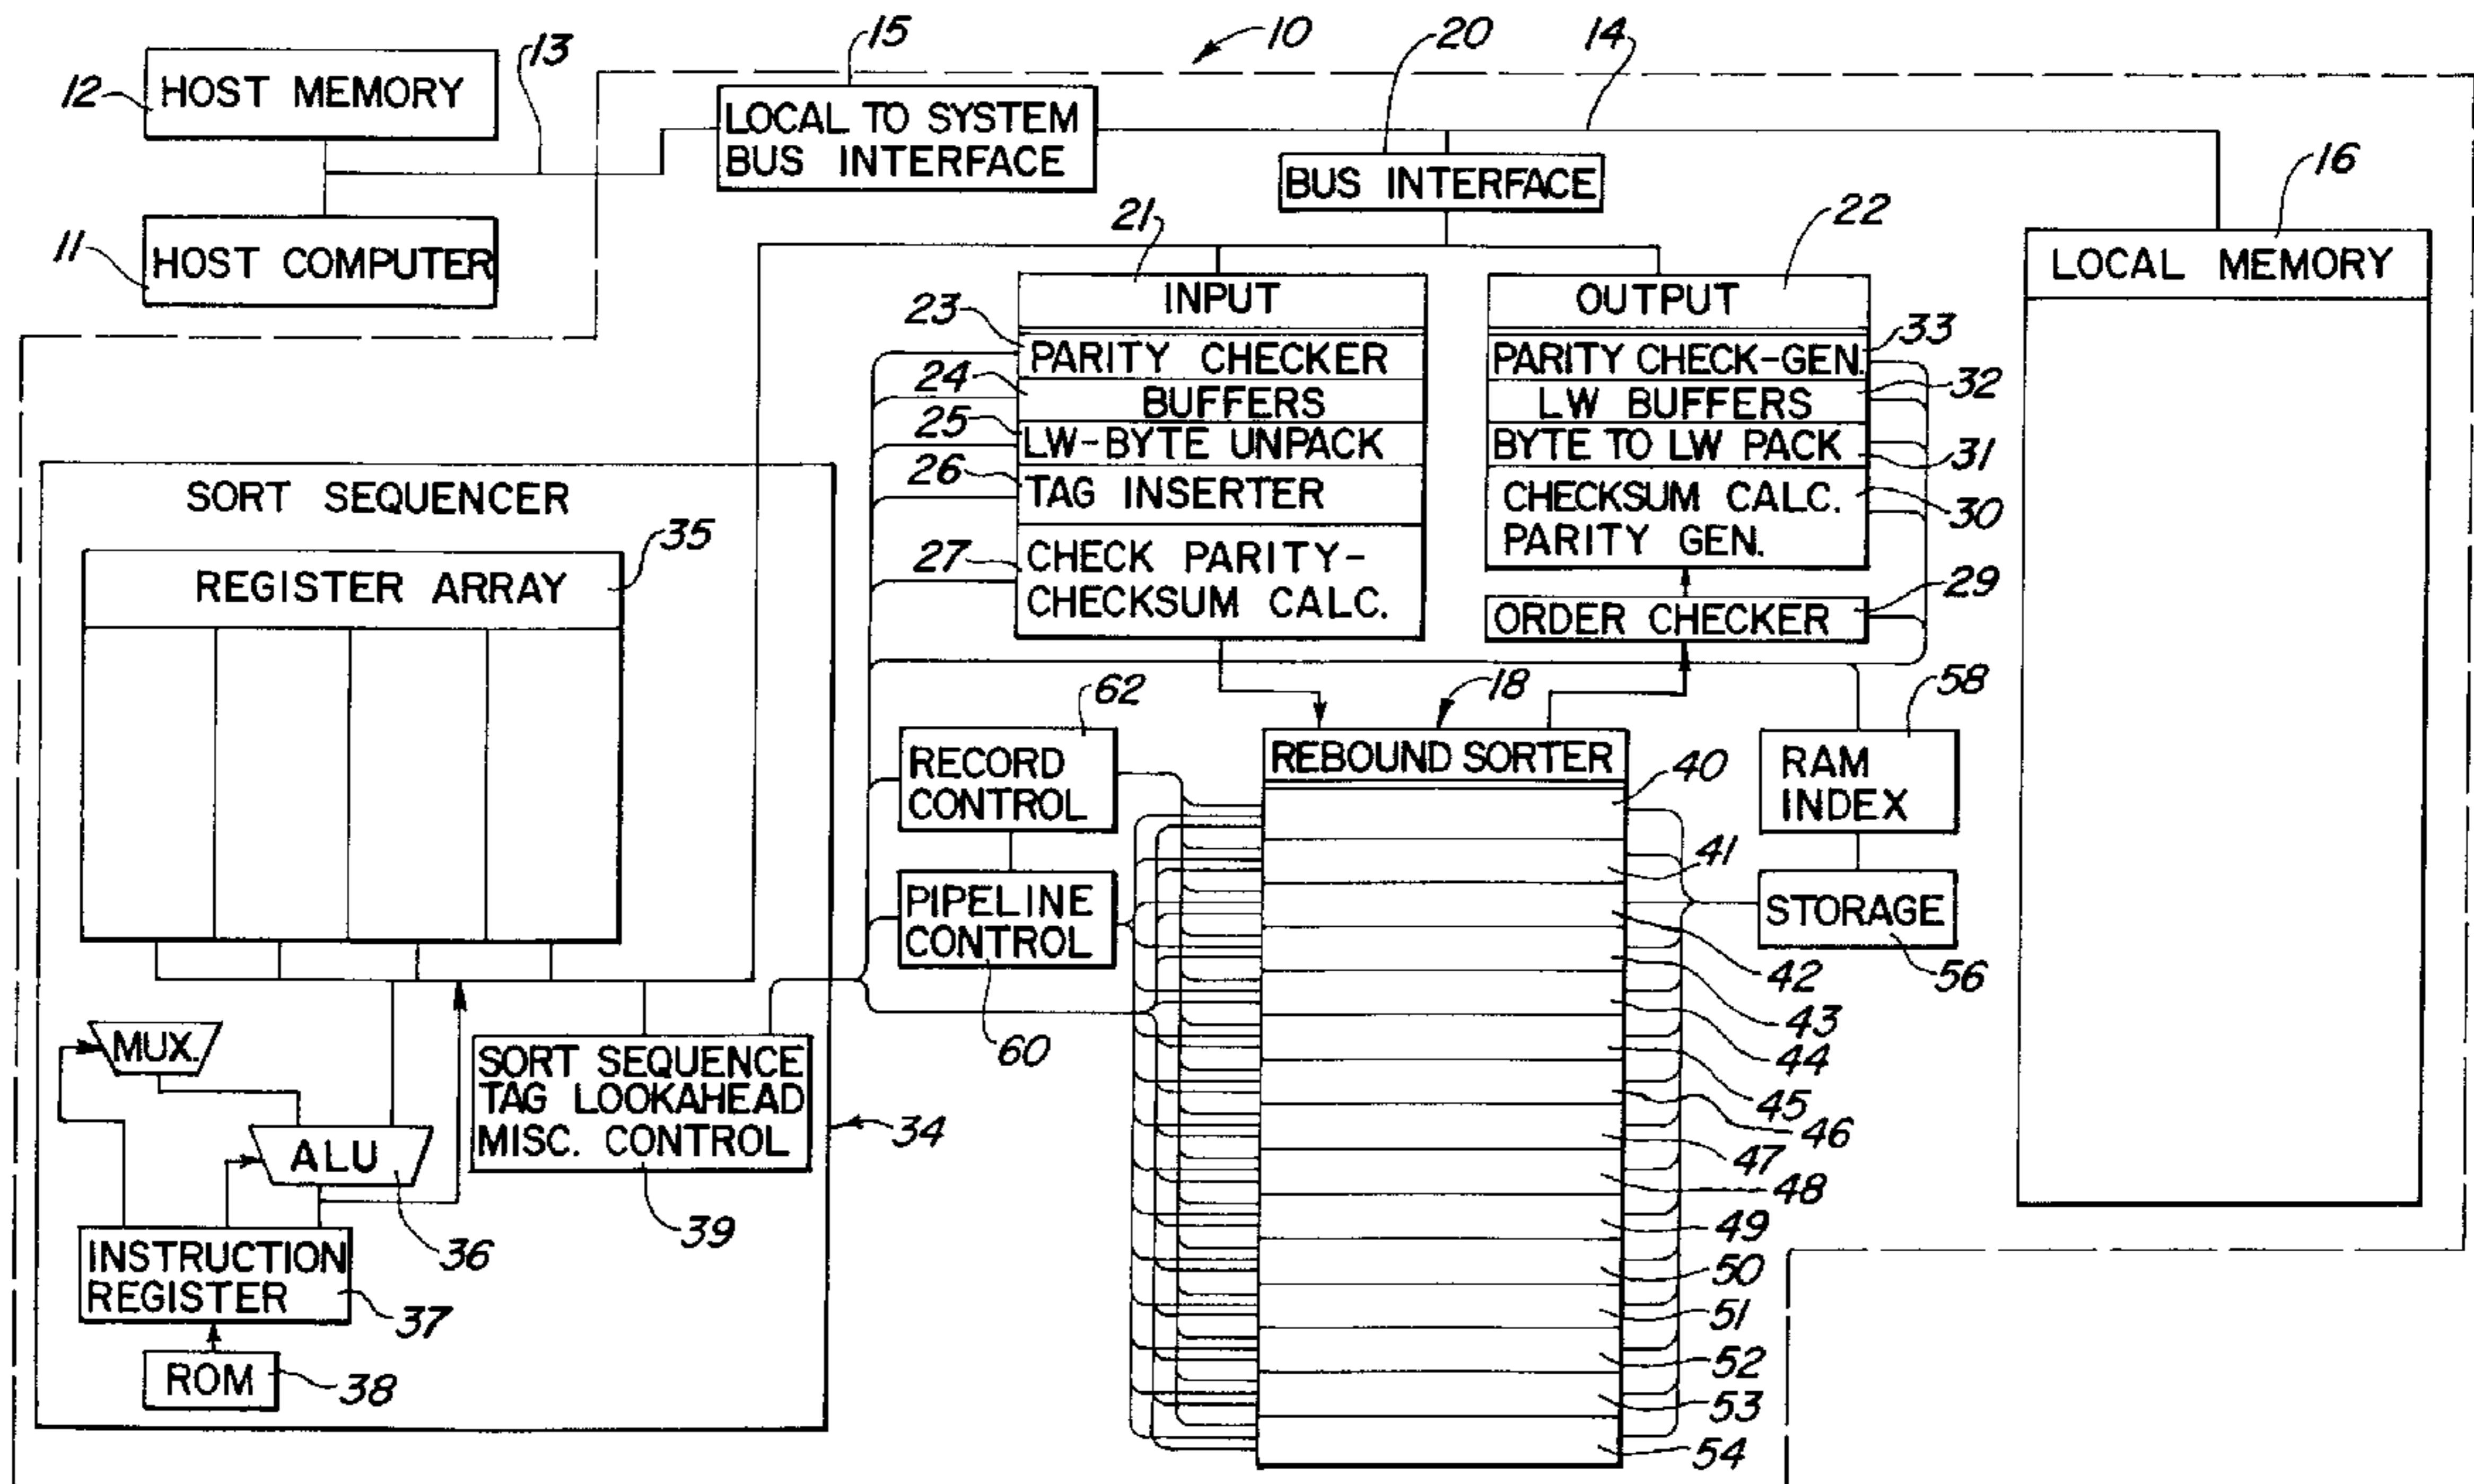 10
12
HOST MEMORY
13
15
LOCAL TO SYSTEM
BUS INTERFACE
20
BUS INTERFACE
14
16
LOCAL MEMORY
11
HOST COMPUTER
21
INPUT
23
PARITY CHECKER
24
BUFFERS
25
LW-BYTE UNPACK
26
TAG INSERTER
27
CHECK PARITY-
CHECKSUM CALC.
22
OUTPUT
33
PARITY CHECK-GEN.
32
LW BUFFERS
BYTE TO LW PACK
31
CHECKSUM CALC.
PARITY GEN.
30
29
ORDER CHECKER
SORT SEQUENCER
35
REGISTER ARRAY
MUX.
ALU
36
INSTRUCTION
REGISTER
37
ROM
38
SORT SEQUENCE
TAG LOOKAHEAD
MISC. CONTROL
39
34
62
RECORD
CONTROL
PIPELINE
CONTROL
60
18
REBOUND SORTER
40
41
42
43
44
45
46
47
48
49
50
51
52
53
54
58
RAM
INDEX
STORAGE
56